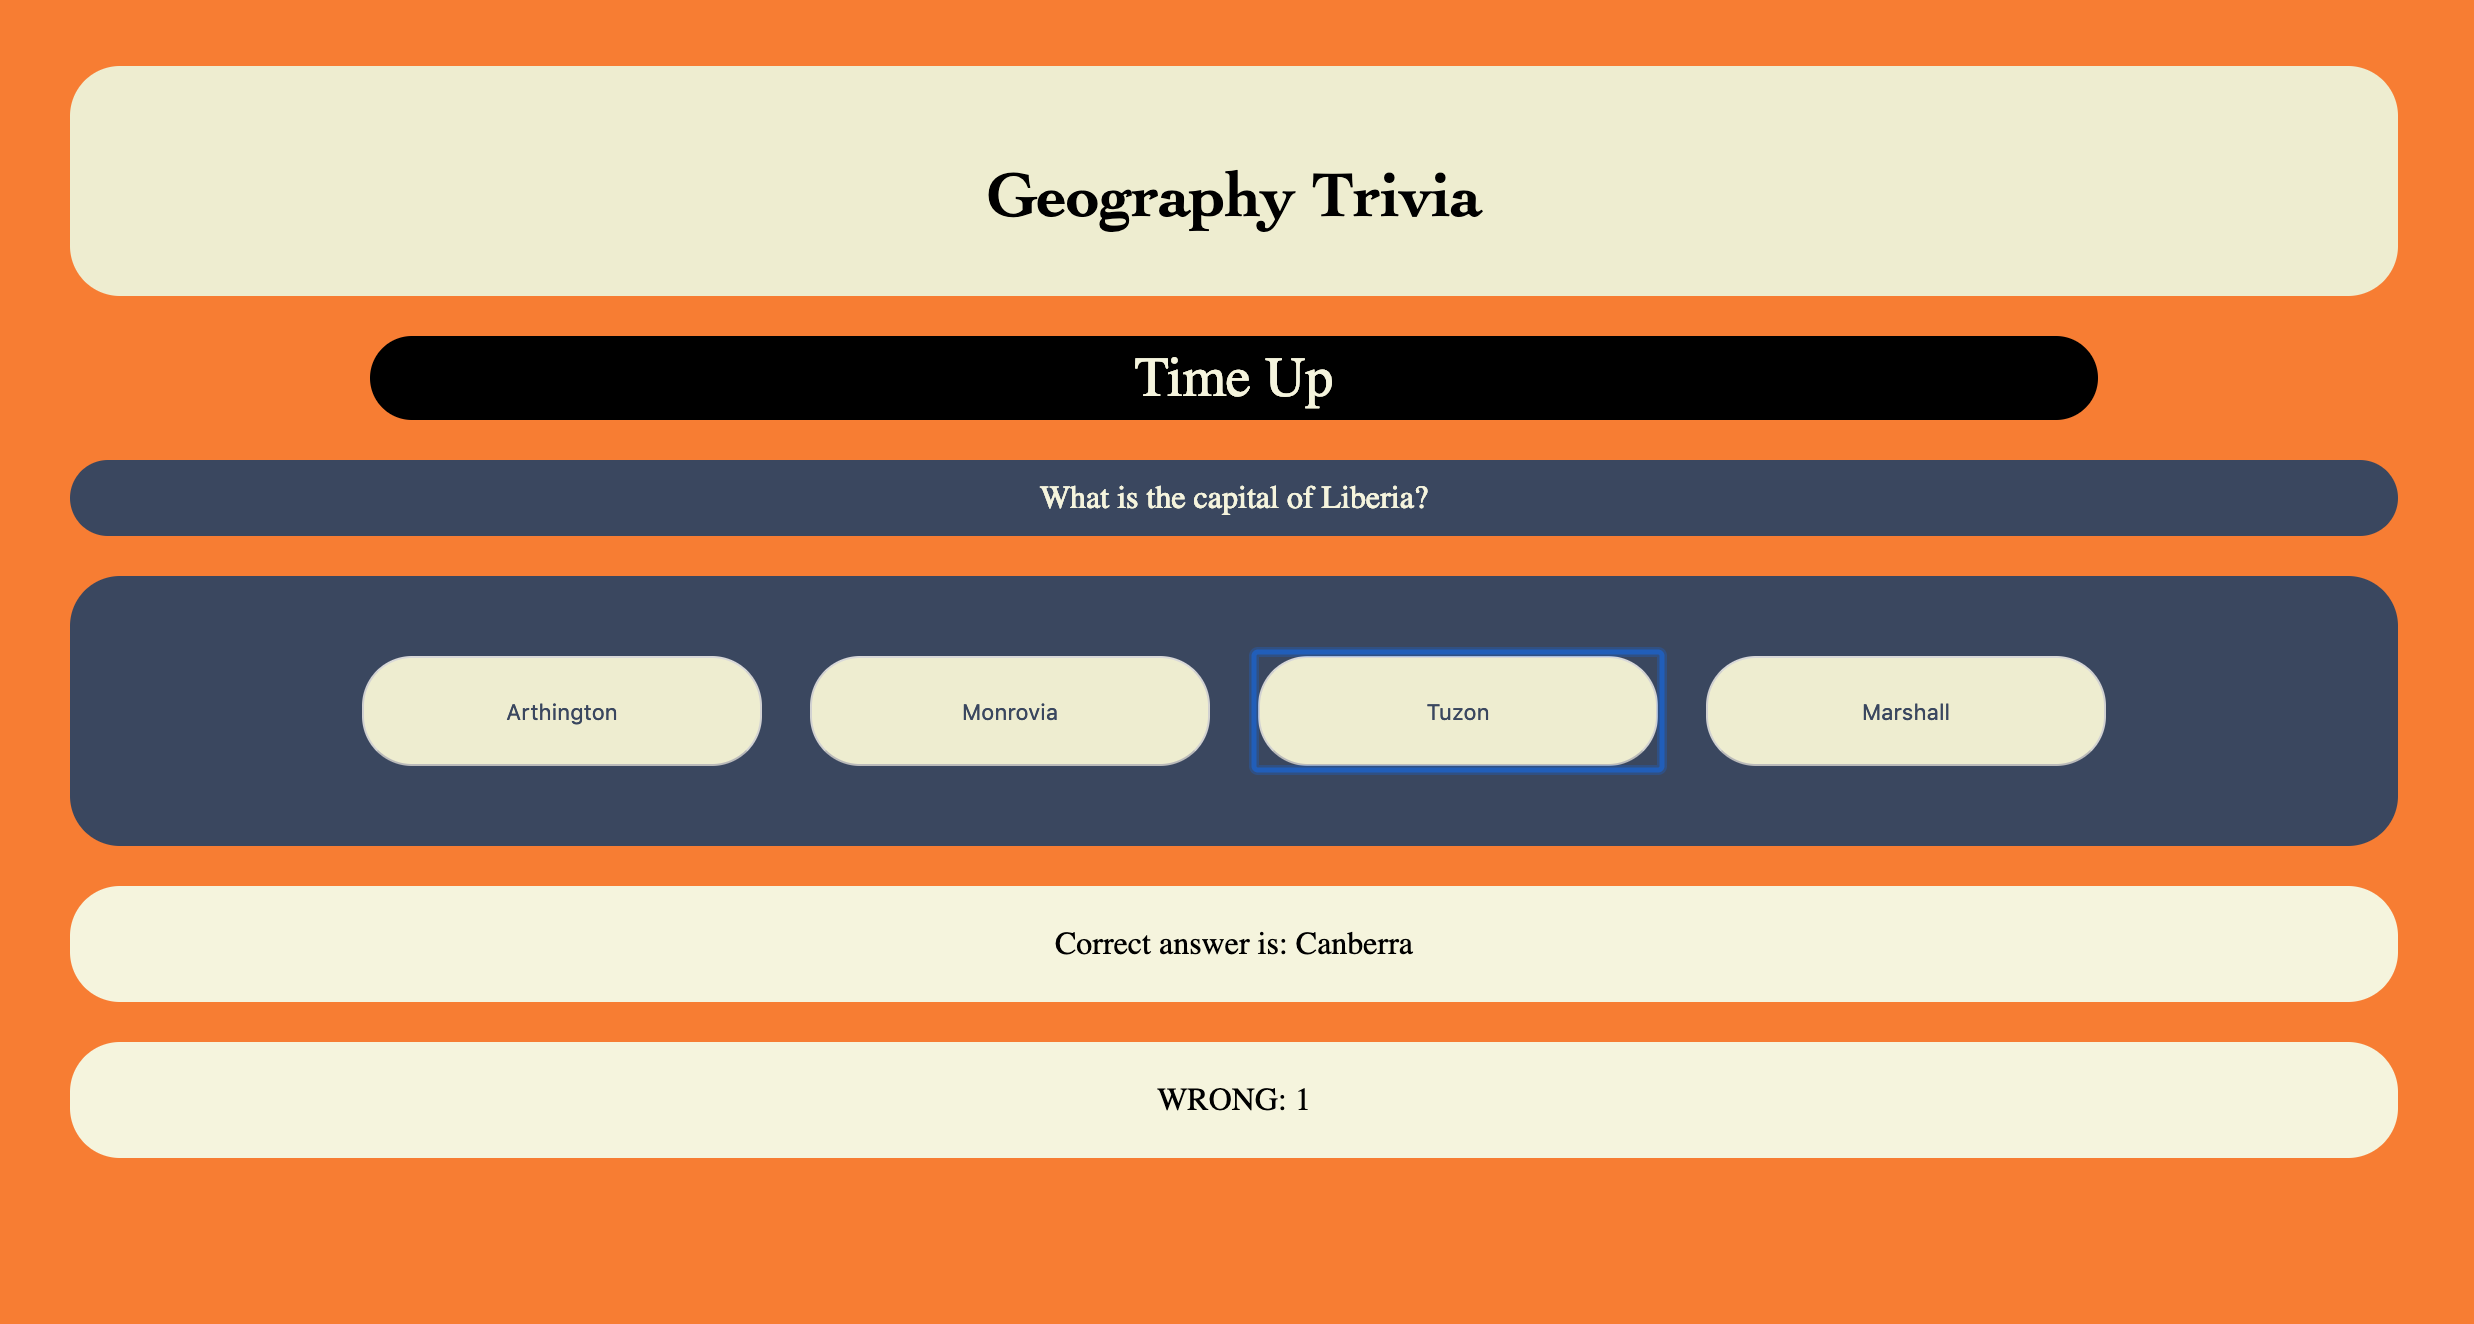 Geography Trivia
Time Up
What is the capital of Liberia?
Arthington
Monrovia
Tuzon
Marshall
Correct answer is: Canberra
WRONG: 1